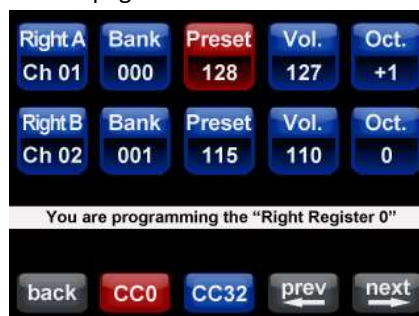 Right A Bank Preset Vol. Oct.
Ch 01 000 128 127 +1
Right B Bank Preset Vol. Oct.
Ch 02 001 115 110 0
You are programming the “Right Register 0”
back CC0 CC32 prev next